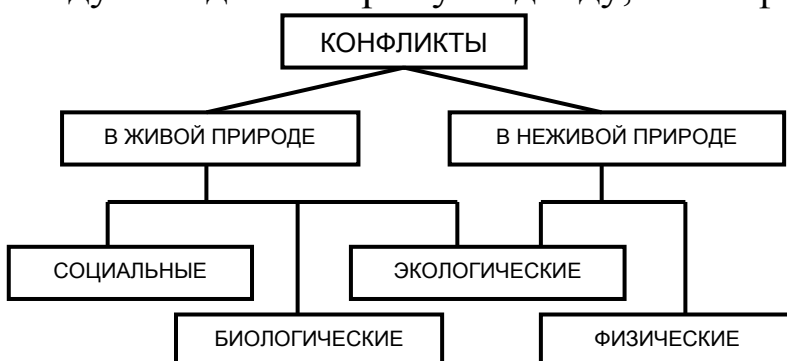 КОНФЛИКТЫ
В ЖИВОЙ ПРИРОДЕ
В НЕЖИВОЙ ПРИРОДЕ
СОЦИАЛЬНЫЕ
ЭКОЛОГИЧЕСКИЕ
БИОЛОГИЧЕСКИЕ
ФИЗИЧЕСКИЕ